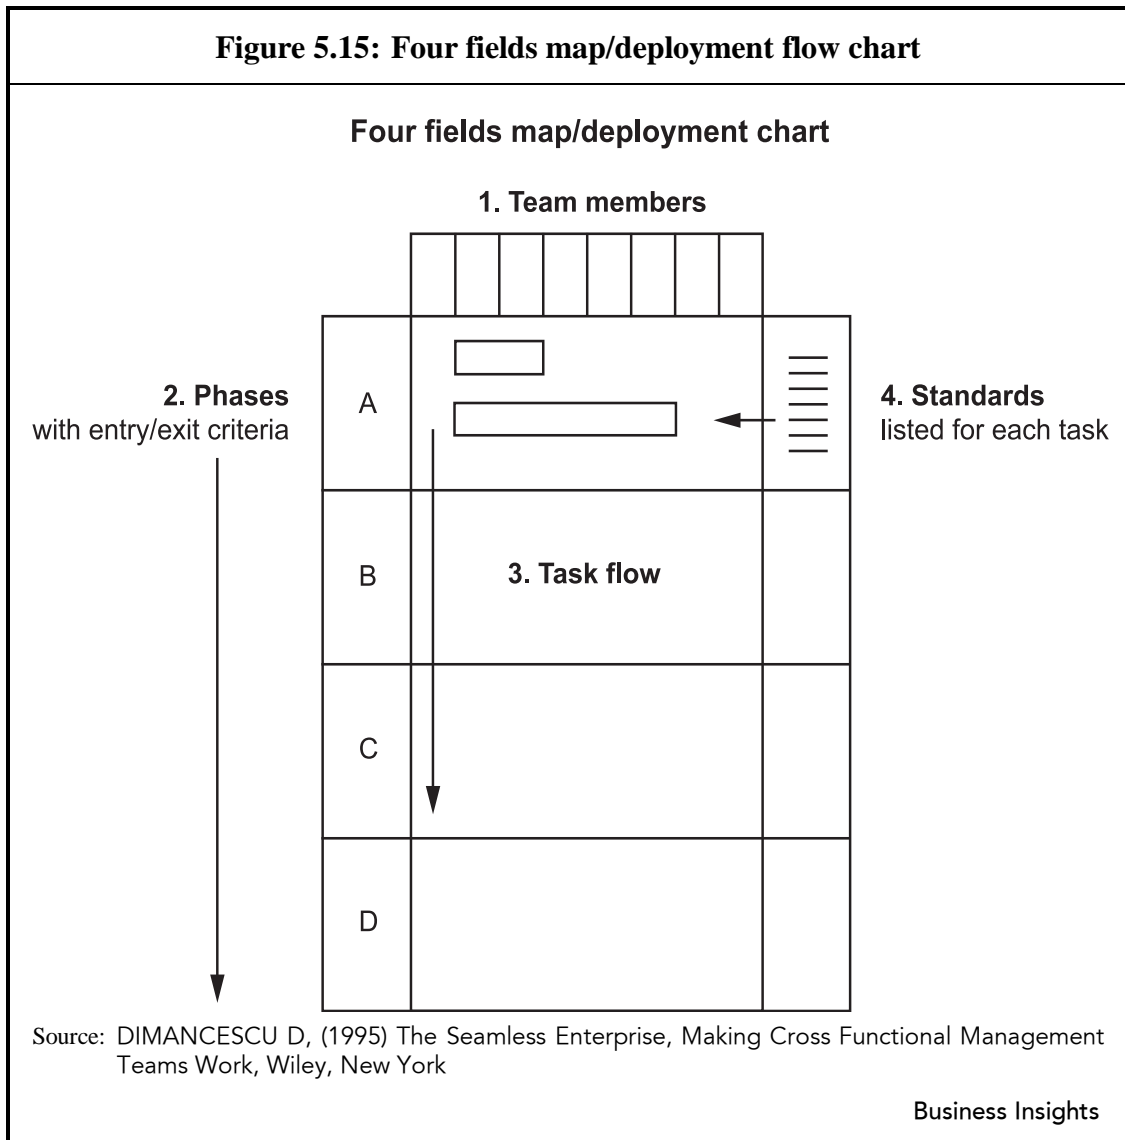 Figure 5.15: Four fields map/deployment flow chart
Four fields map/deployment chart
1. Team members
2. Phases
with entry/exit criteria
A
4. Standards
listed for each task
B
3. Task flow
C
D
Source: DIMANCESCU D, (1995) The Seamless Enterprise, Making Cross Functional Management
Teams Work, Wiley, New York
Business Insights